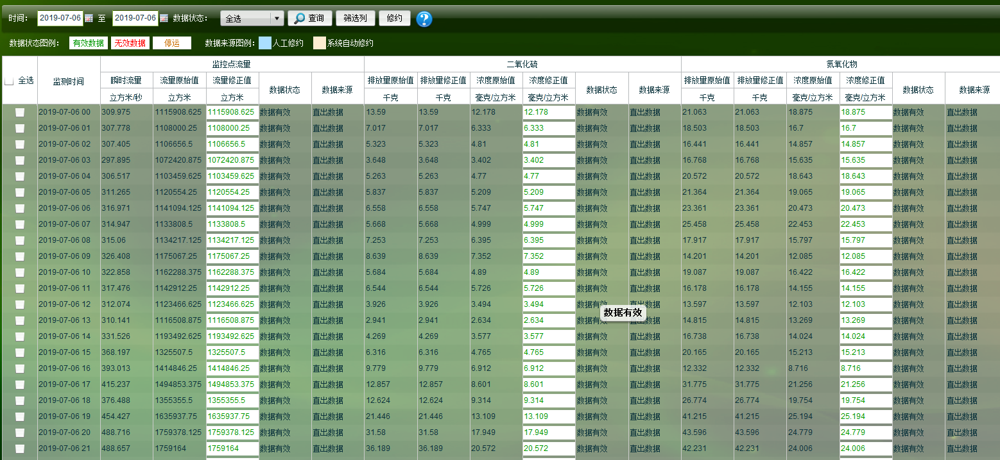 时间： 2019-07-06 至 2019-07-06 数据状态： 全选 查询 筛选列 修约 ?
数据状态图例： 有效数据 无效数据 停运 数据来源图例： 人工修约 系统自动修约
全选 监测时间 监控点流量 二氧化硫 氮氧化物
瞬时流量 流量原始值 流量修正值 数据状态 数据来源 排放量原始值 排放量修正值 浓度原始值 浓度修正值 数据状态 数据来源 排放量原始值 排放量修正值 浓度原始值 浓度修正值 数据状态 数据来源
立方米/秒 立方米 立方米 千克 千克 毫克/立方米 毫克/立方米 千克 千克 毫克/立方米 毫克/立方米
2019-07-06 00 309.975 1115908.625 1115908.625 数据有效 直出数据 13.59 13.59 12.178 12.178 数据有效 直出数据 21.063 21.063 18.875 18.875 数据有效 直出数据
2019-07-06 01 307.778 1108000.25 1108000.25 数据有效 直出数据 7.017 7.017 6.333 6.333 数据有效 直出数据 18.503 18.503 16.7 16.7 数据有效 直出数据
2019-07-06 02 307.405 1106656.5 1106656.5 数据有效 直出数据 5.323 5.323 4.81 4.81 数据有效 直出数据 16.441 16.441 14.857 14.857 数据有效 直出数据
2019-07-06 03 297.895 1072420.875 1072420.875 数据有效 直出数据 3.648 3.648 3.402 3.402 数据有效 直出数据 16.768 16.768 15.635 15.635 数据有效 直出数据
2019-07-06 04 306.517 1103459.625 1103459.625 数据有效 直出数据 5.263 5.263 4.77 4.77 数据有效 直出数据 20.572 20.572 18.643 18.643 数据有效 直出数据
2019-07-06 05 311.265 1120554.25 1120554.25 数据有效 直出数据 5.837 5.837 5.209 5.209 数据有效 直出数据 21.364 21.364 19.065 19.065 数据有效 直出数据
2019-07-06 06 316.971 1141094.125 1141094.125 数据有效 直出数据 6.558 6.558 5.747 5.747 数据有效 直出数据 23.361 23.361 20.473 20.473 数据有效 直出数据
2019-07-06 07 314.947 1133808.5 1133808.5 数据有效 直出数据 5.668 5.668 4.999 4.999 数据有效 直出数据 25.458 25.458 22.453 22.453 数据有效 直出数据
2019-07-06 08 315.06 1134217.125 1134217.125 数据有效 直出数据 7.253 7.253 6.395 6.395 数据有效 直出数据 17.917 17.917 15.797 15.797 数据有效 直出数据
2019-07-06 09 326.408 1175067.25 1175067.25 数据有效 直出数据 8.639 8.639 7.352 7.352 数据有效 直出数据 14.201 14.201 12.085 12.085 数据有效 直出数据
2019-07-06 10 322.858 1162288.375 1162288.375 数据有效 直出数据 5.684 5.684 4.89 4.89 数据有效 直出数据 19.087 19.087 16.422 16.422 数据有效 直出数据
2019-07-06 11 317.476 1142912.25 1142912.25 数据有效 直出数据 6.544 6.544 5.726 5.726 数据有效 直出数据 16.178 16.178 14.155 14.155 数据有效 直出数据
2019-07-06 12 312.074 1123466.625 1123466.625 数据有效 直出数据 3.926 3.926 3.494 3.494 数据有效 直出数据 13.597 13.597 12.103 12.103 数据有效 直出数据
数据有效
2019-07-06 13 310.141 1116508.875 1116508.875 数据有效 直出数据 2.941 2.941 2.634 2.634 数据有效 直出数据 14.815 14.815 13.269 13.269 数据有效 直出数据
2019-07-06 14 331.526 1193492.625 1193492.625 数据有效 直出数据 4.269 4.269 3.577 3.577 数据有效 直出数据 16.738 16.738 14.024 14.024 数据有效 直出数据
2019-07-06 15 368.197 1325507.5 1325507.5 数据有效 直出数据 6.316 6.316 4.765 4.765 数据有效 直出数据 20.165 20.165 15.213 15.213 数据有效 直出数据
2019-07-06 16 393.013 1414846.25 1414846.25 数据有效 直出数据 9.779 9.779 6.912 6.912 数据有效 直出数据 12.332 12.332 8.716 8.716 数据有效 直出数据
2019-07-06 17 415.237 1494853.375 1494853.375 数据有效 直出数据 12.857 12.857 8.601 8.601 数据有效 直出数据 31.775 31.775 21.256 21.256 数据有效 直出数据
2019-07-06 18 376.488 1355355.5 1355355.5 数据有效 直出数据 12.624 12.624 9.314 9.314 数据有效 直出数据 26.774 26.774 19.754 19.754 数据有效 直出数据
2019-07-06 19 454.427 1635937.75 1635937.75 数据有效 直出数据 21.446 21.446 13.109 13.109 数据有效 直出数据 41.215 41.215 25.194 25.194 数据有效 直出数据
2019-07-06 20 488.716 1759378.125 1759378.125 数据有效 直出数据 31.58 31.58 17.949 17.949 数据有效 直出数据 43.596 43.596 24.779 24.779 数据有效 直出数据
2019-07-06 21 488.657 1759164 1759164 数据有效 直出数据 36.189 36.189 20.572 20.572 数据有效 直出数据 42.231 42.231 24.006 24.006 数据有效 直出数据